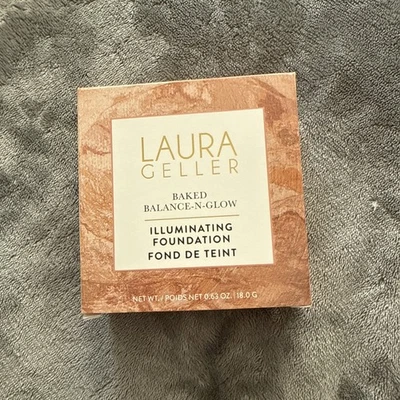 LAURA
GELLER
BAKED
BALANCE-N-GLOW
ILLUMINATING
FOUNDATION
FOND DE TEINT
NET WT. / POIDS NET 0.63 OZ. | 18.0 G